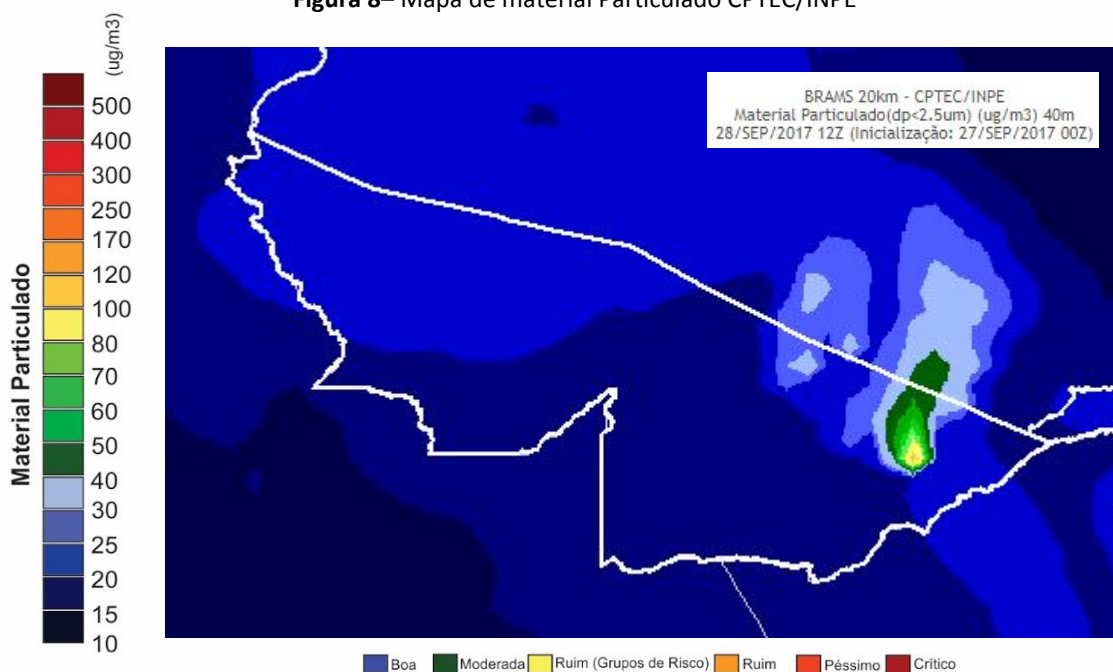 Figura 8– Mapa de material Particulado CPTEC/INPE
(ug/m3)
BRAMS 20km - CPTEC/INPE
Material Particulado(dp<2.5um) (ug/m3) 40m
28/SEP/2017 12Z (Inicialização: 27/SEP/2017 00Z)
Material Particulado
500
400
300
250
170
120
100
80
70
60
50
40
30
25
20
15
10
Boa Moderada Ruim (Grupos de Risco) Ruim Péssimo Crítico